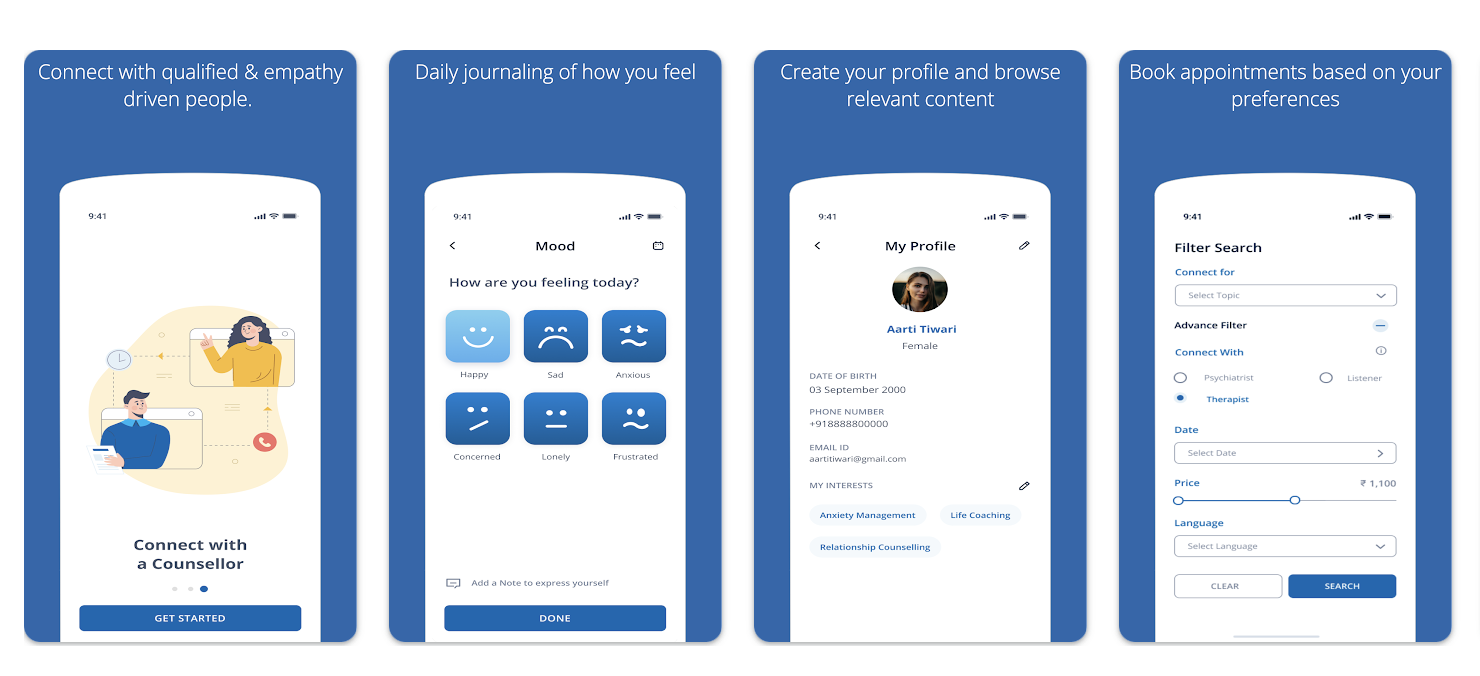 Connect with qualified & empathy
driven people.
9:41
Connect with
a Counsellor
GET STARTED
Daily journaling of how you feel
9:41
Mood
How are you feeling today?
Happy
Sad
Anxious
Concerned
Lonely
Frustrated
Add a Note to express yourself
DONE
Create your profile and browse
relevant content
9:41
My Profile
Aarti Tiwari
Female
DATE OF BIRTH
03 September 2000
PHONE NUMBER
+918888800000
EMAIL ID
aartitiwari@gmail.com
MY INTERESTS
Anxiety Management
Life Coaching
Relationship Counselling
Book appointments based on your
preferences
9:41
Filter Search
Connect for
Select Topic
Advance Filter
Connect With
Psychiatrist
Listener
Therapist
Date
Select Date
Price
₹ 1,100
Language
Select Language
CLEAR
SEARCH